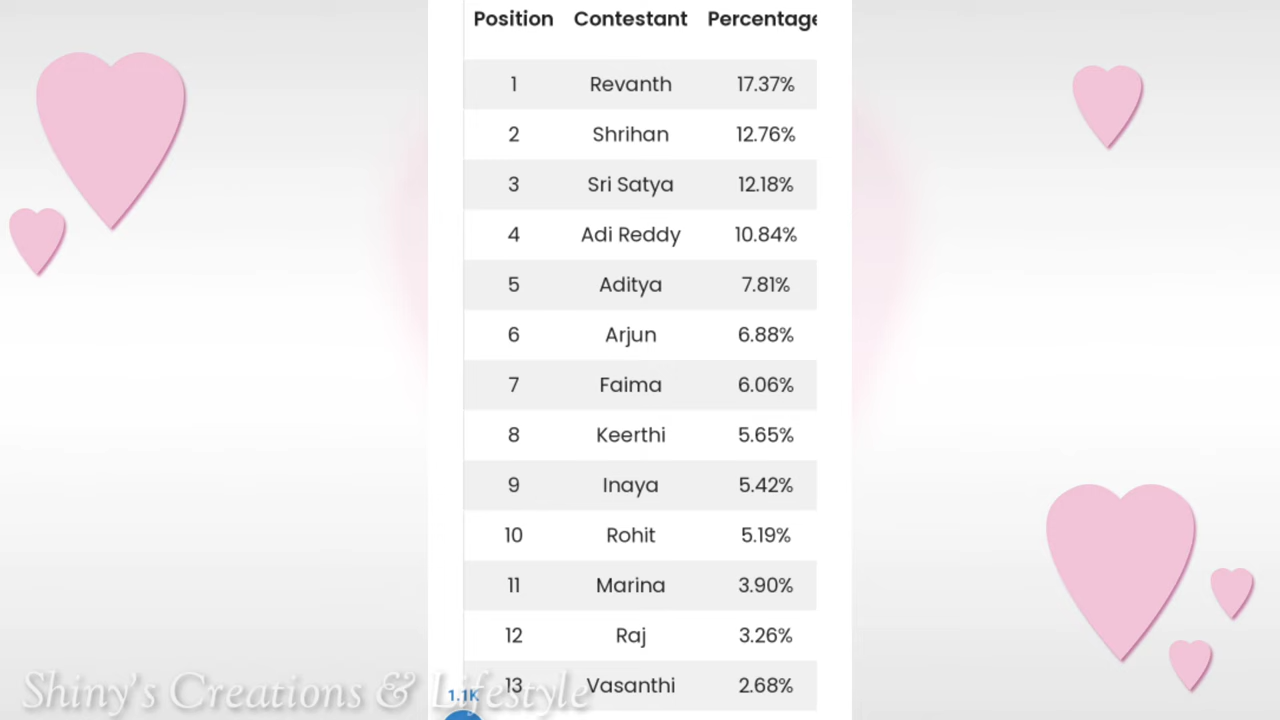 Position Contestant Percentage
1 Revanth 17.37%
2 Shrihan 12.76%
3 Sri Satya 12.18%
4 Adi Reddy 10.84%
5 Aditya 7.81%
6 Arjun 6.88%
7 Faima 6.06%
8 Keerthi 5.65%
9 Inaya 5.42%
10 Rohit 5.19%
11 Marina 3.90%
12 Raj 3.26%
13 Vasanthi 2.68%
Shiny's Creations & Lifestyle
1.1K